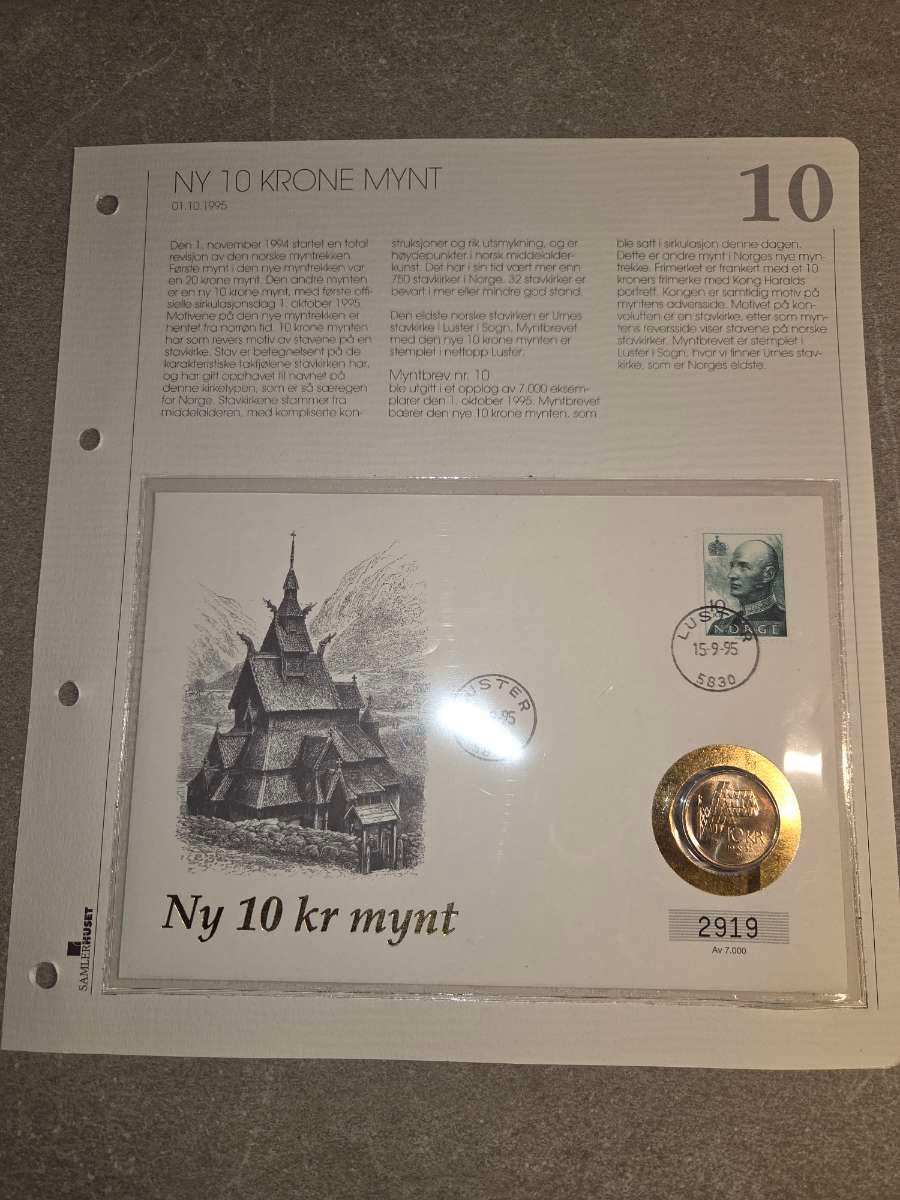 NY 10 KRONE MYNT
01.10.1995
10
Den 1. november 1994 startet en total
revisjon av den norske myntrekken.
Første mynt i den nye myntrekken var
en 20 krone mynt. Den andre mynten
er en ny 10 krone mynt, med første offi-
sielle sirkulasjonsdag 1. oktober 1995.
Motivene på den nye myntrekken er
hentet fra norrøn tid. 10 krone mynten
har som revers motiv av stavene på en
stavkirke. Stav er betegnelsent på de
karakteristiske takfjølene stavkirken har,
og har gitt opphavet til navnet på
denne kirketypen, som er så særegen
for Norge. Stavkirkene stammer fra
middelalderen, med kompliserte kon-
struksjoner og rik utsmykning, og er
høydepunkter i norsk middelalder-
kunst. Det har i sin tid vært mer enn
750 stavkirker i Norge. 32 stavkirker er
bevart i mer eller mindre god stand.
Den eldste norske stavirken er Urnes
stavkirke i Luster i Sogn. Myntbrevet
med den nye 10 krone mynten er
stemplet i nettopp Luster.
Myntbrev nr. 10
ble utgitt i et opplag av 7.000 eksem-
plarer den 1. oktober 1995. Myntbrevet
bærer den nye 10 krone mynten, som
ble satt i sirkulasjon denne dagen.
Dette er andre mynt i Norges nye myn-
trekke. Frimerket er frankert med et 10
kroners frimerke med Kong Haralds
portrett. Kongen er samtidig motiv på
myntens adversside. Motivet på kon-
volutten er en stavkirke, etter som myn-
tens reversside viser stavene på norske
stavkirker. Myntbrevet er stemplet i
Luster i Sogn, hvor vi finner Urnes stav-
kirke, som er Norges eldste.
10
NORGE
LUSTER
15-9-95
5830
USTER
95
10 KR
Ny 10 kr mynt
2919
Av 7.000
SAMLERHUSET